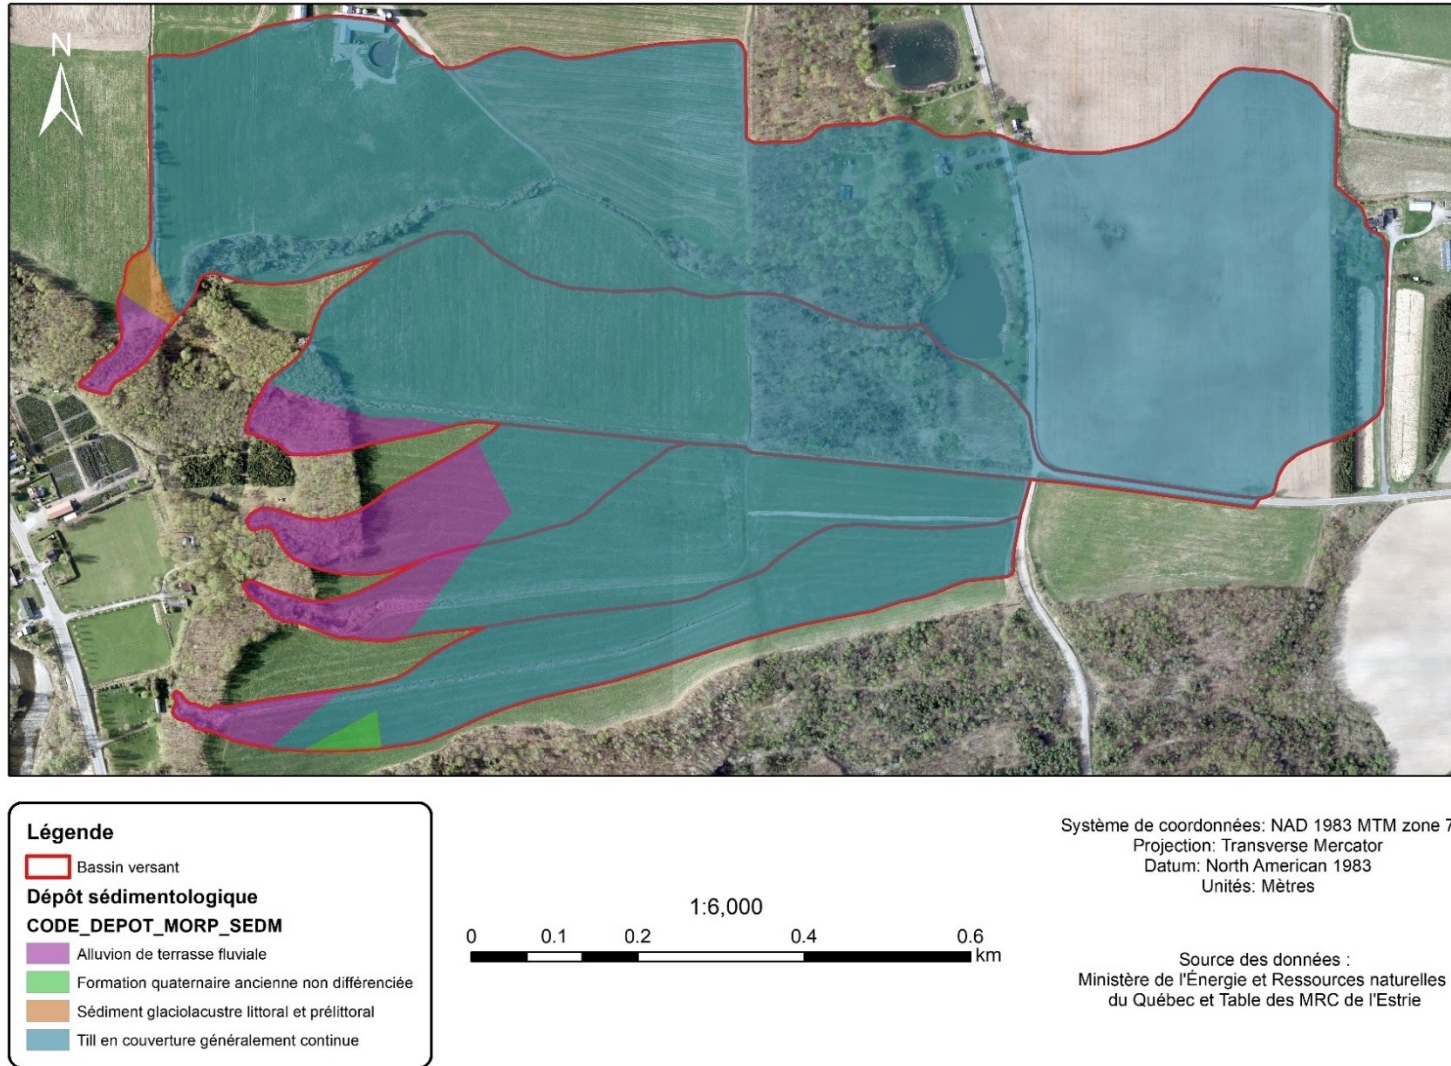 N
Légende
Bassin versant
Dépôt sédimentologique
CODE_DEPOT_MORP_SEDM
Alluvion de terrasse fluviale
Formation quaternaire ancienne non différenciée
Sédiment glaciolacustre littoral et prélittoral
Till en couverture généralement continue
1:6,000
0 0.1 0.2 0.4 0.6
km
Système de coordonnées: NAD 1983 MTM zone 7
Projection: Transverse Mercator
Datum: North American 1983
Unités: Mètres
Source des données :
Ministère de l'Énergie et Ressources naturelles
du Québec et Table des MRC de l'Estrie